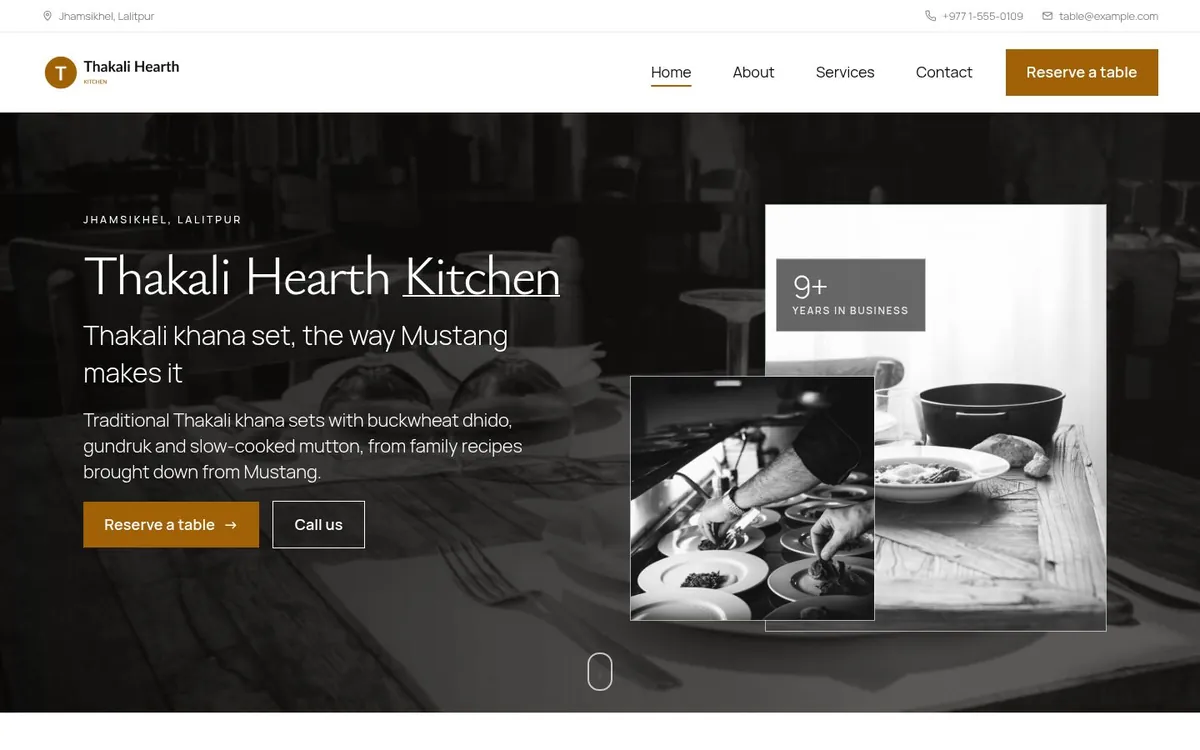 Jhamsikhel, Lalitpur
+977 1-555-0109
table@example.com
T
Thakali Hearth
KITCHEN
Home
About
Services
Contact
Reserve a table
JHAMSIKHEL, LALITPUR
Thakali Hearth Kitchen
Thakali khana set, the way Mustang
makes it
Traditional Thakali khana sets with buckwheat dhido,
gundruk and slow-cooked mutton, from family recipes
brought down from Mustang.
Reserve a table →
Call us
9+
YEARS IN BUSINESS